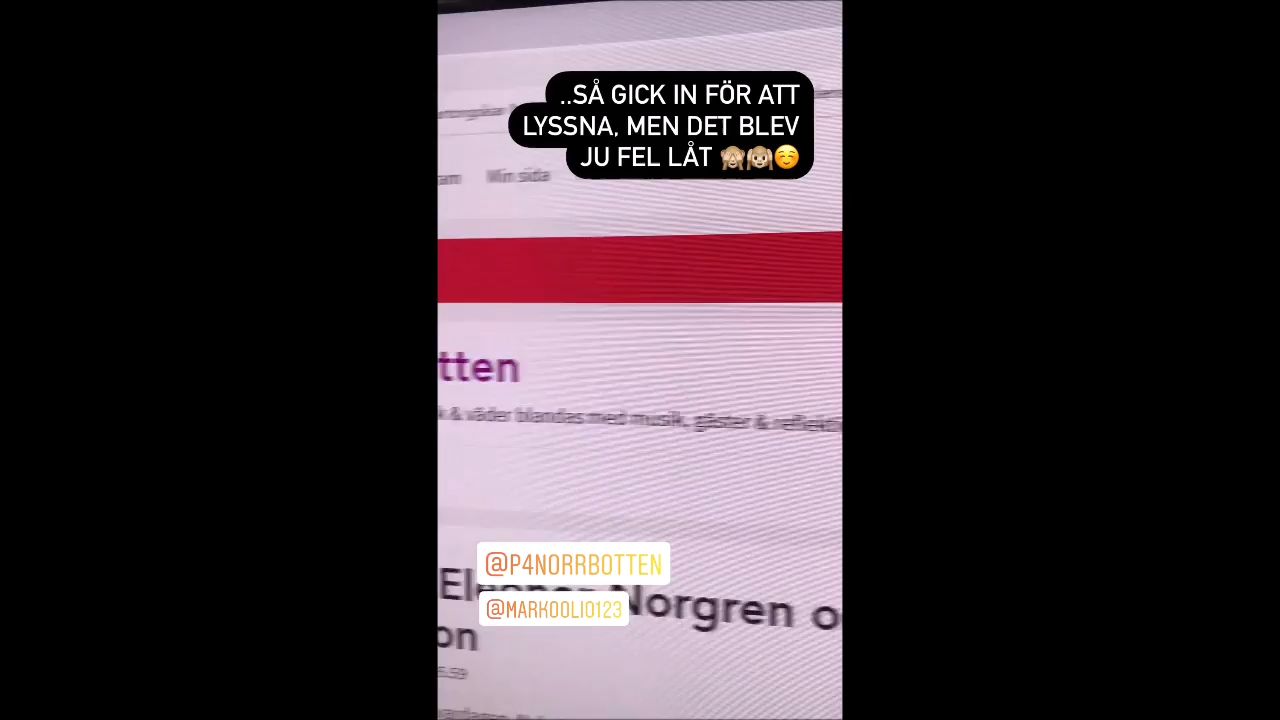 ..SÅ GICK IN FÖR ATT
LYSSNA, MEN DET BLEV
JU FEL LÅT 🙈🙉☺️
Min sida
tten
& väder blandas med musik, gäster &
@P4NORRBOTTEN
Norgren
@MARKOOLIO123
on